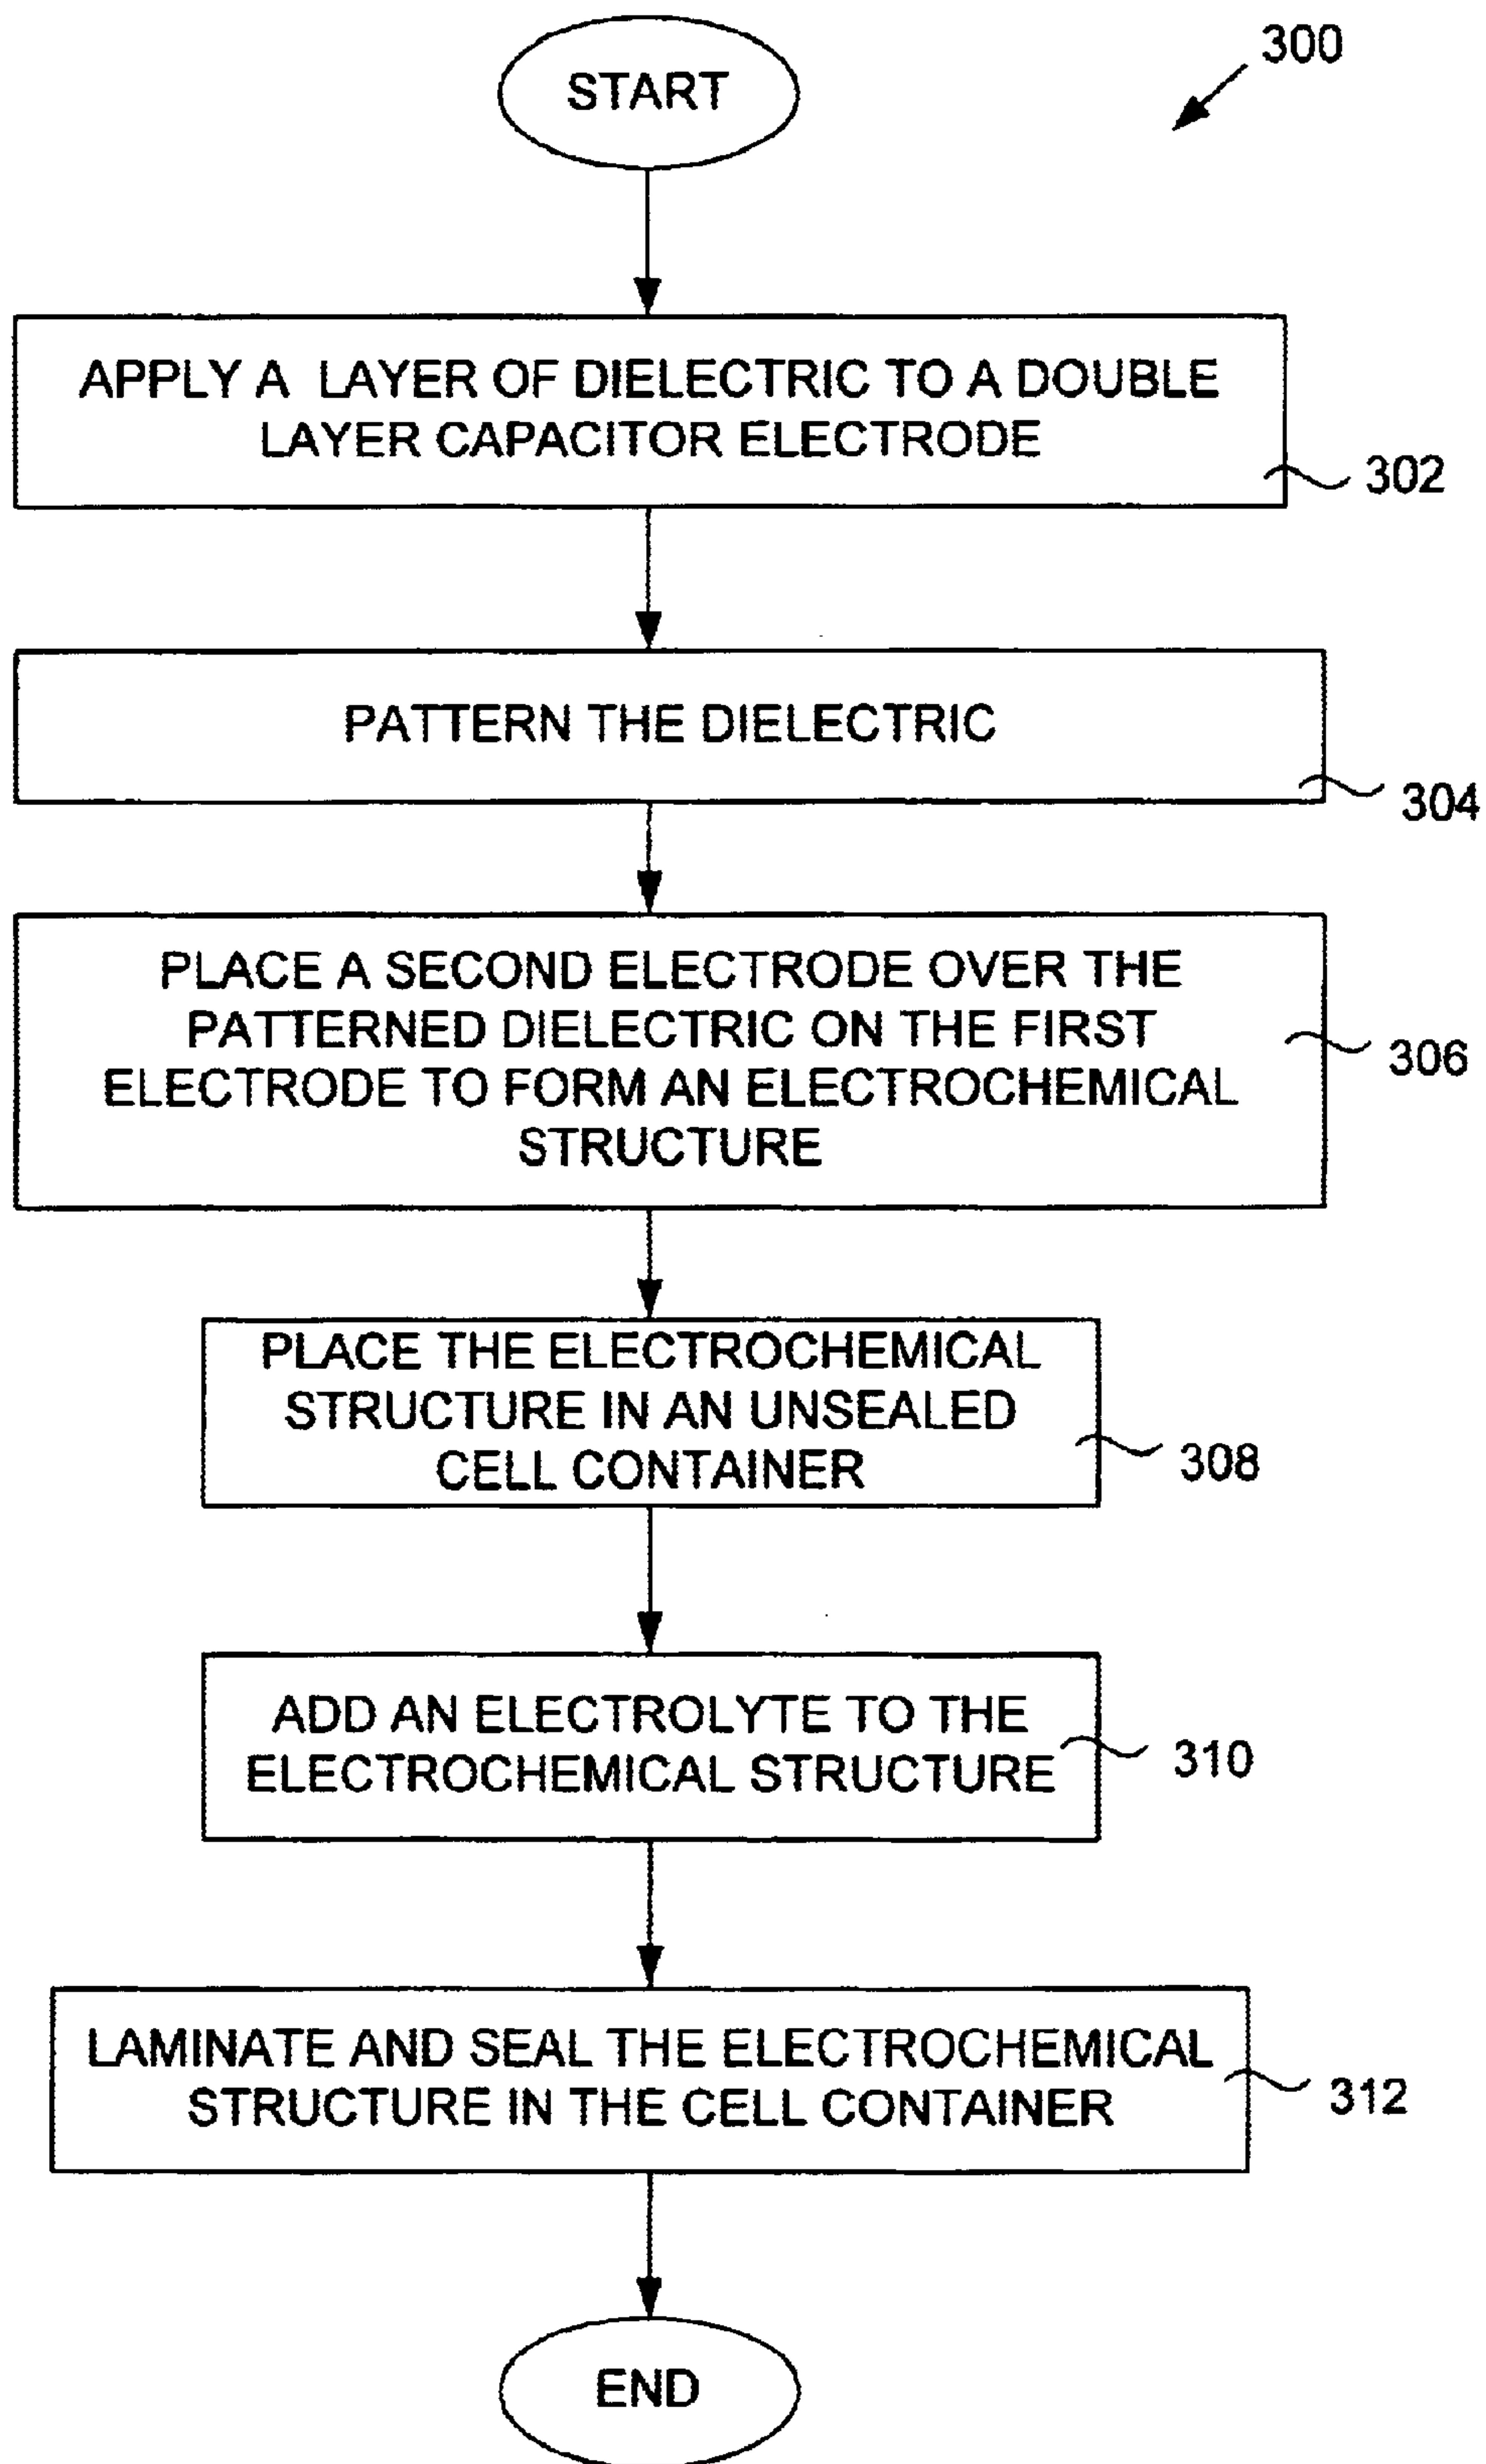 300
START
APPLY A LAYER OF DIELECTRIC TO A DOUBLE
LAYER CAPACITOR ELECTRODE
302
PATTERN THE DIELECTRIC
304
PLACE A SECOND ELECTRODE OVER THE
PATTERNED DIELECTRIC ON THE FIRST
ELECTRODE TO FORM AN ELECTROCHEMICAL
STRUCTURE
306
PLACE THE ELECTROCHEMICAL
STRUCTURE IN AN UNSEALED
CELL CONTAINER
308
ADD AN ELECTROLYTE TO THE
ELECTROCHEMICAL STRUCTURE
310
LAMINATE AND SEAL THE ELECTROCHEMICAL
STRUCTURE IN THE CELL CONTAINER
312
END